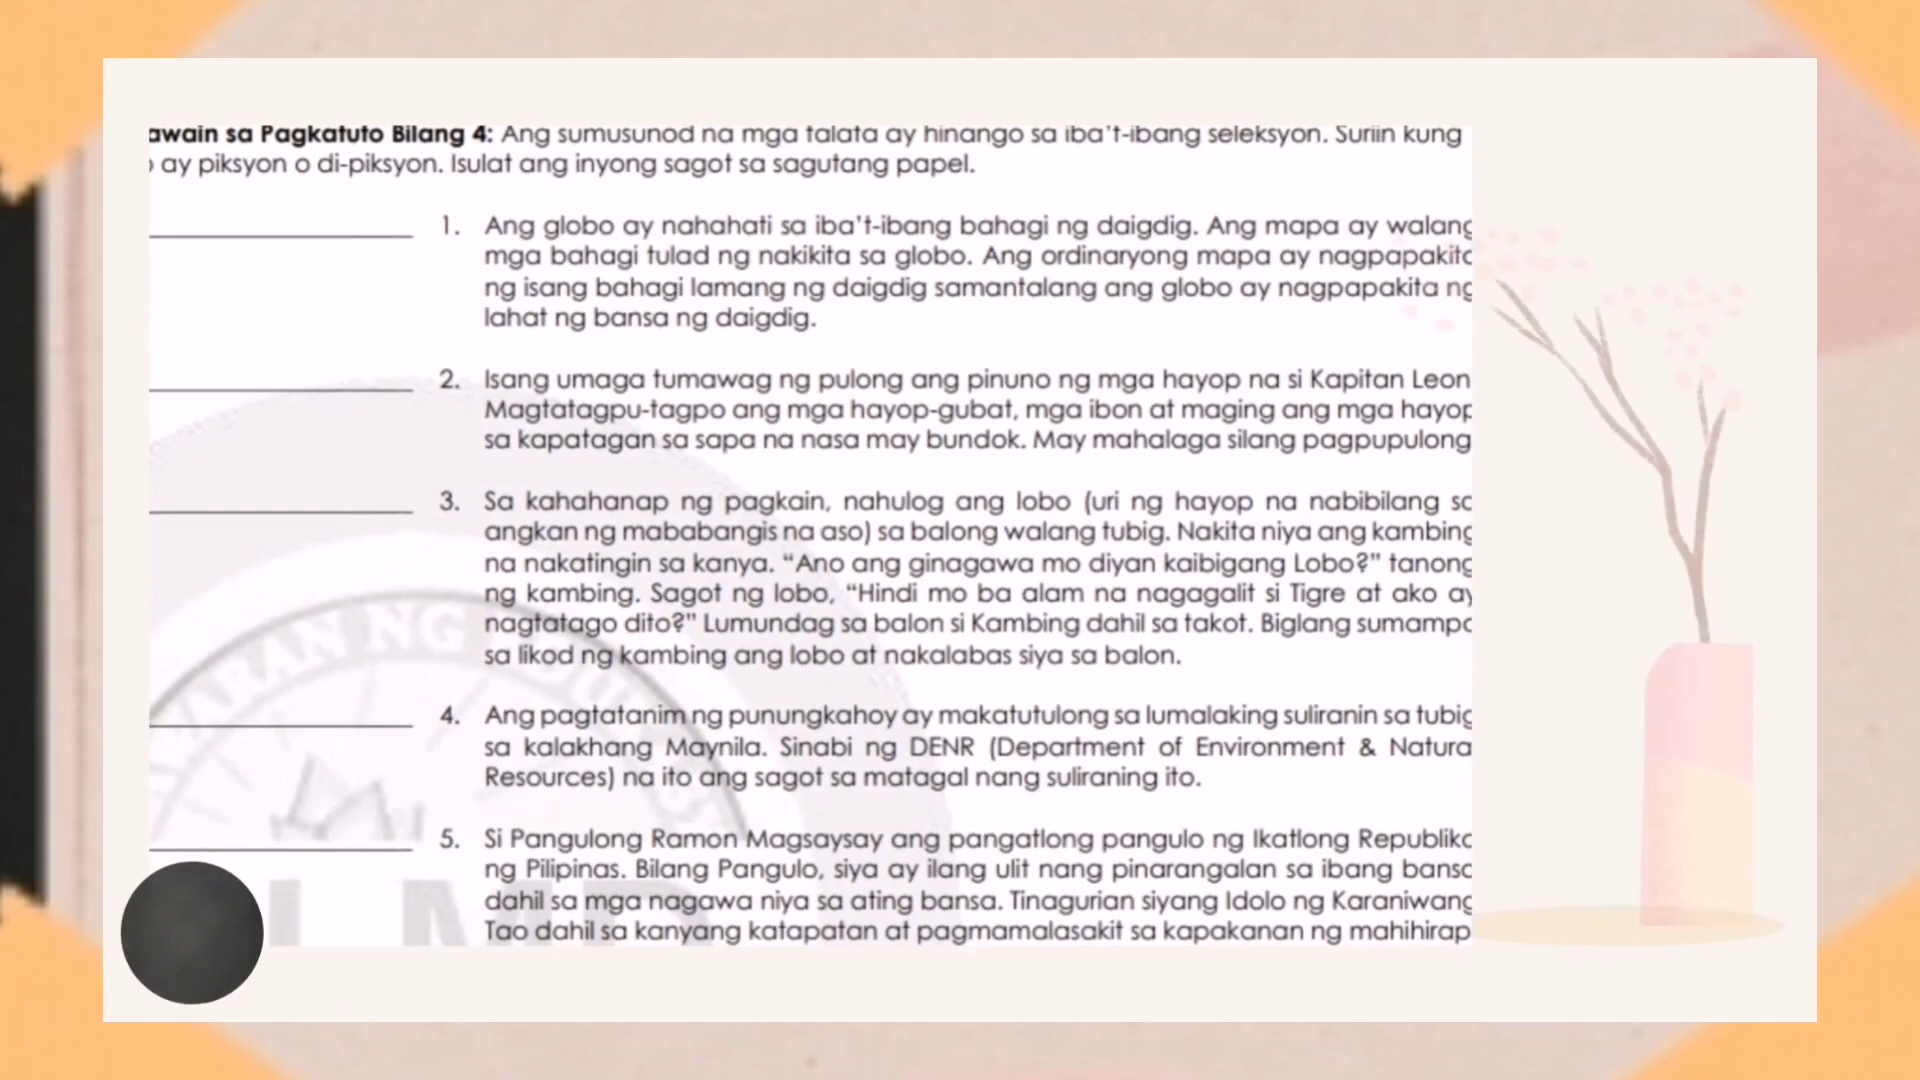 awain sa Pagkatuto Bilang 4: Ang sumusunod na mga talata ay hinango sa iba't-ibang seleksyon. Suriin kung
ay piksyon o di-piksyon. Isulat ang inyong sagot sa sagutang papel.
1. Ang globo ay nahahati sa iba't-ibang bahagi ng daigdig. Ang mapa ay walang
mga bahagi tulad ng nakikita sa globo. Ang ordinaryong mapa ay nagpapakita
ng isang bahagi lamang ng daigdig samantalang ang globo ay nagpapakita ng
lahat ng bansa ng daigdig.
2. Isang umaga tumawag ng pulong ang pinuno ng mga hayop na si Kapitan Leon
Magtatagpu-tagpo ang mga hayop-gubat, mga ibon at maging ang mga hayop
sa kapatagan sa sapa na nasa may bundok. May mahalaga silang pagpupulong
3. Sa kahahanap ng pagkain, nahulog ang lobo (uri ng hayop na nabibilang sa
angkan ng mababangis na aso) sa balong walang tubig. Nakita niya ang kambing
na nakatingin sa kanya. “Ano ang ginagawa mo diyan kaibigang Lobo?” tanong
ng kambing. Sagot ng lobo, “Hindi mo ba alam na nagagalit si Tigre at ako ay
nagtatago dito?” Lumundag sa balon si Kambing dahil sa takot. Biglang sumampa
sa likod ng kambing ang lobo at nakalabas siya sa balon.
4. Ang pagtatanim ng punungkahoy ay makatutulong sa lumalaking suliranin sa tubig
sa kalakhang Maynila. Sinabi ng DENR (Department of Environment & Natura
Resources) na ito ang sagot sa matagal nang suliraning ito.
5. Si Pangulong Ramon Magsaysay ang pangatlong pangulo ng Ikatlong Republika
ng Pilipinas. Bilang Pangulo, siya ay ilang ulit nang pinarangalan sa ibang bansa
dahil sa mga nagawa niya sa ating bansa. Tinagurian siyang Idolo ng Karaniwang
Tao dahil sa kanyang katapatan at pagmamalasakit sa kapakanan ng mahihirap